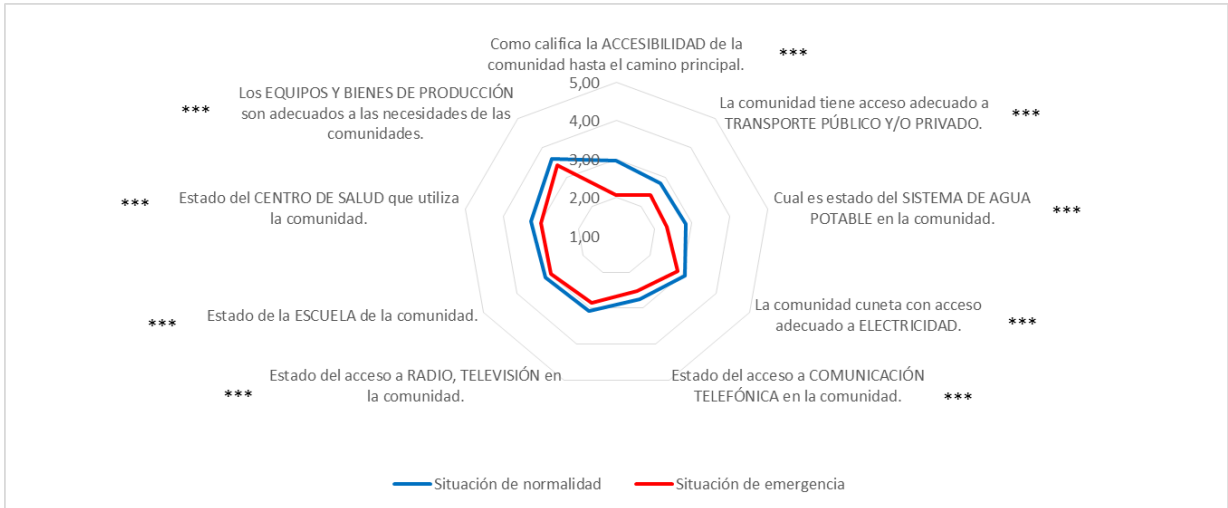 Como califica la ACCESIBILIDAD de la
comunidad hasta el camino principal.
***
La comunidad tiene acceso adecuado a
TRANSPORTE PÚBLICO Y/O PRIVADO.
***
Cual es estado del SISTEMA DE AGUA
POTABLE en la comunidad.
***
La comunidad cuneta con acceso
adecuado a ELECTRICIDAD.
***
Estado del acceso a COMUNICACIÓN
TELEFÓNICA en la comunidad.
***
Estado del acceso a RADIO, TELEVISIÓN en
la comunidad.
***
Estado de la ESCUELA de la comunidad.
***
Estado del CENTRO DE SALUD que utiliza
la comunidad.
***
Los EQUIPOS Y BIENES DE PRODUCCIÓN
son adecuados a las necesidades de las
comunidades.
***
5,00
4,00
3,00
2,00
1,00
Situación de normalidad
Situación de emergencia